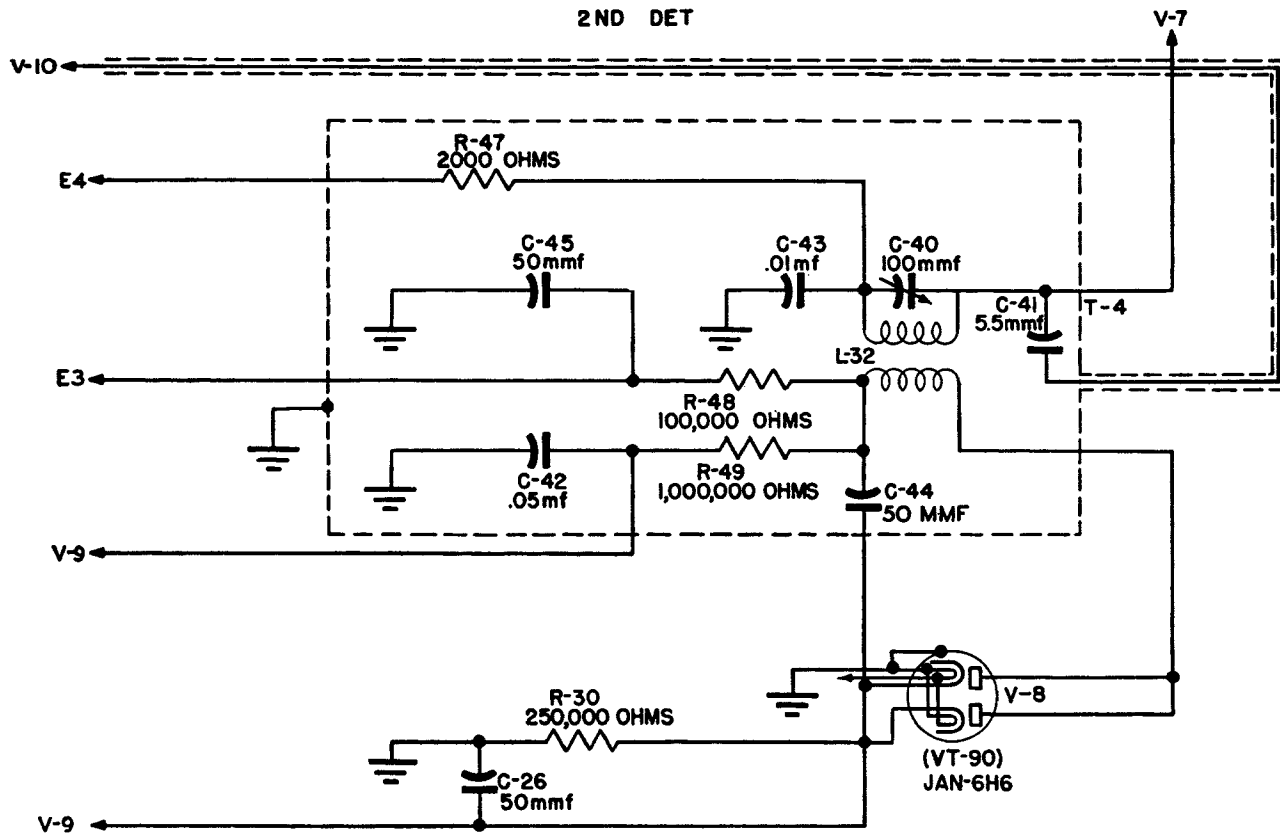 2ND DET
V-7
V-10
R-47
2000 OHMS
E4
C-45
50mmf
C-43
.01mf
C-40
100mmf
C-41
5.5mmf
T-4
L-32
E3
R-48
100,000 OHMS
R-49
1,000,000 OHMS
C-42
.05mf
C-44
50 MMF
V-9
V-8
R-30
250,000 OHMS
(VT-90)
JAN-6H6
C-26
50mmf
V-9